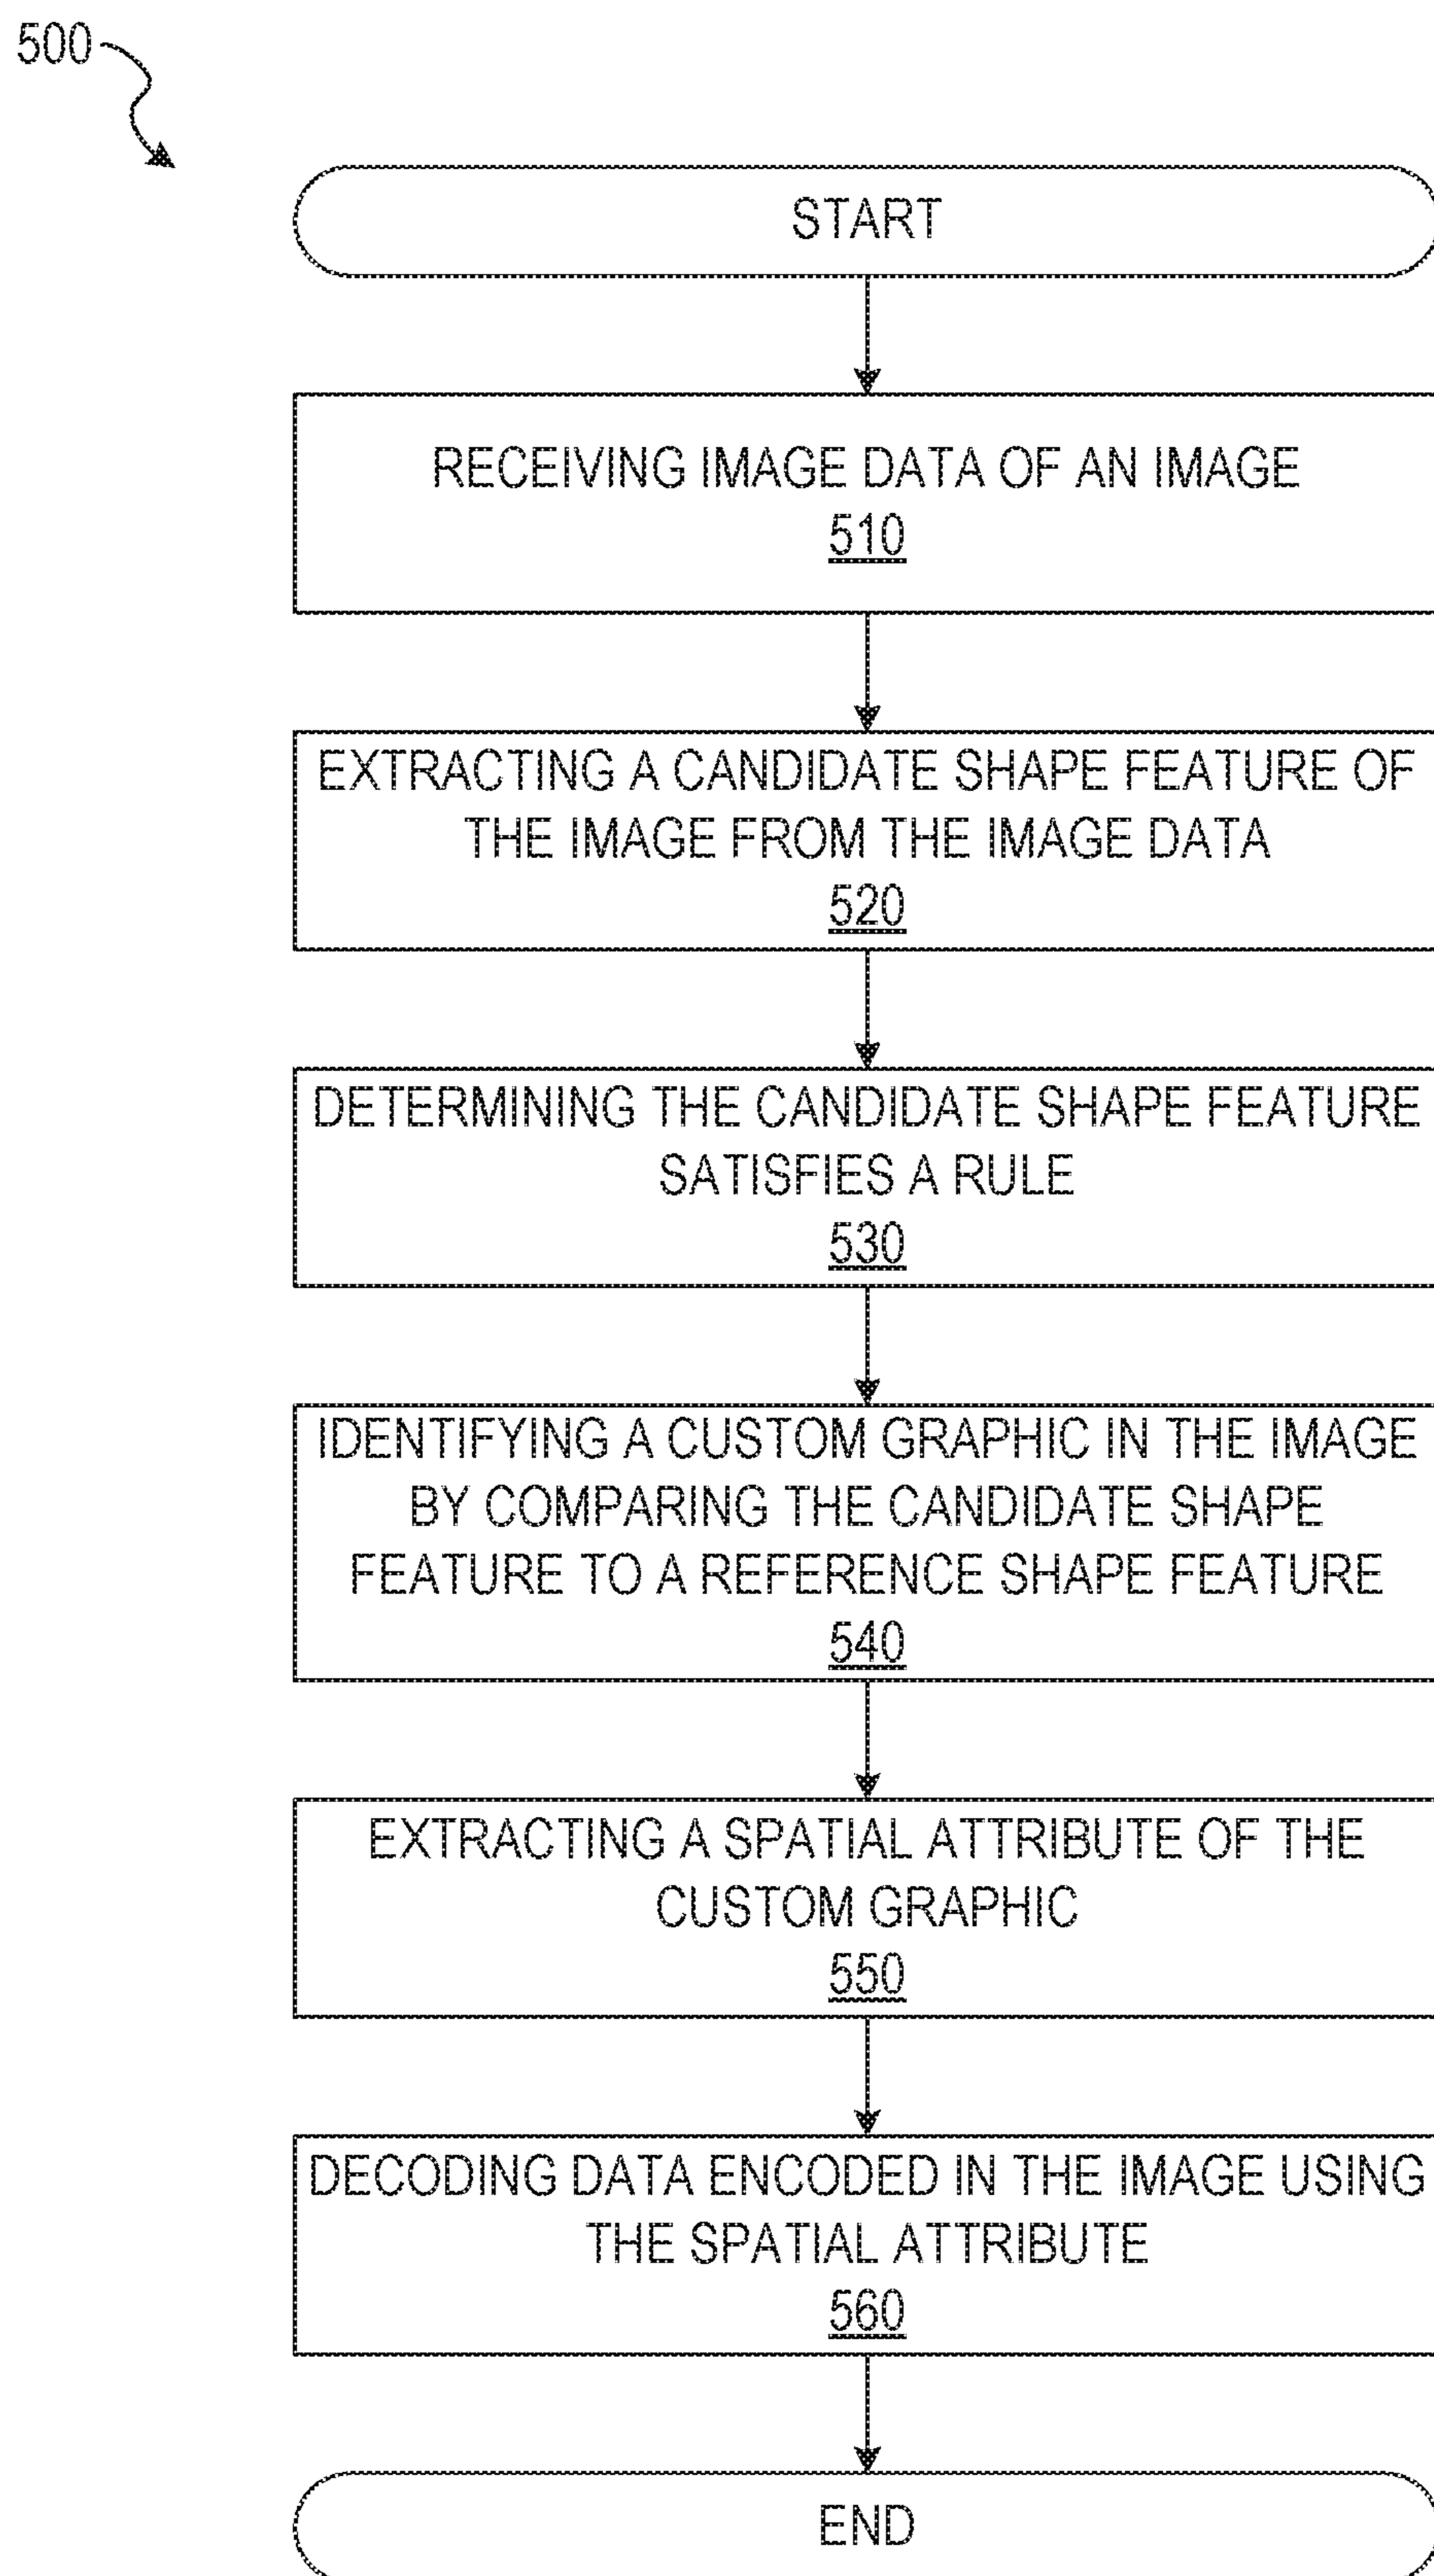 500
START
RECEIVING IMAGE DATA OF AN IMAGE
510
EXTRACTING A CANDIDATE SHAPE FEATURE OF
THE IMAGE FROM THE IMAGE DATA
520
DETERMINING THE CANDIDATE SHAPE FEATURE
SATISFIES A RULE
530
IDENTIFYING A CUSTOM GRAPHIC IN THE IMAGE
BY COMPARING THE CANDIDATE SHAPE
FEATURE TO A REFERENCE SHAPE FEATURE
540
EXTRACTING A SPATIAL ATTRIBUTE OF THE
CUSTOM GRAPHIC
550
DECODING DATA ENCODED IN THE IMAGE USING
THE SPATIAL ATTRIBUTE
560
END